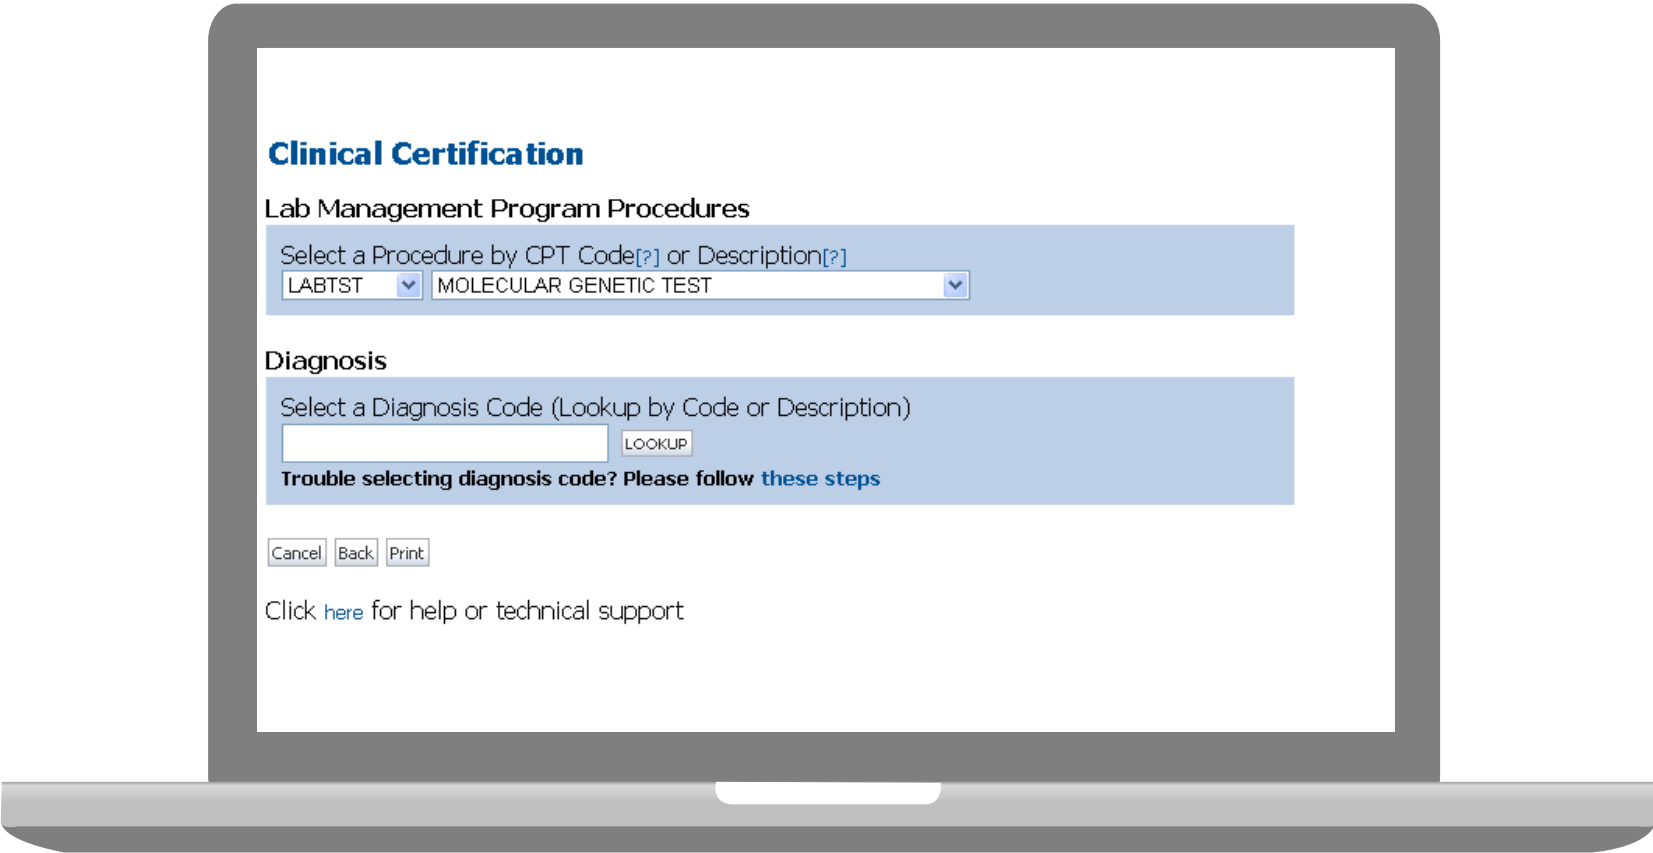 Clinical Certification
Lab Management Program Procedures
Select a Procedure by CPT Code[?] or Description[?]
LABTST MOLECULAR GENETIC TEST
Diagnosis
Select a Diagnosis Code (Lookup by Code or Description)
LOOKUP
Trouble selecting diagnosis code? Please follow these steps
Cancel Back Print
Click here for help or technical support